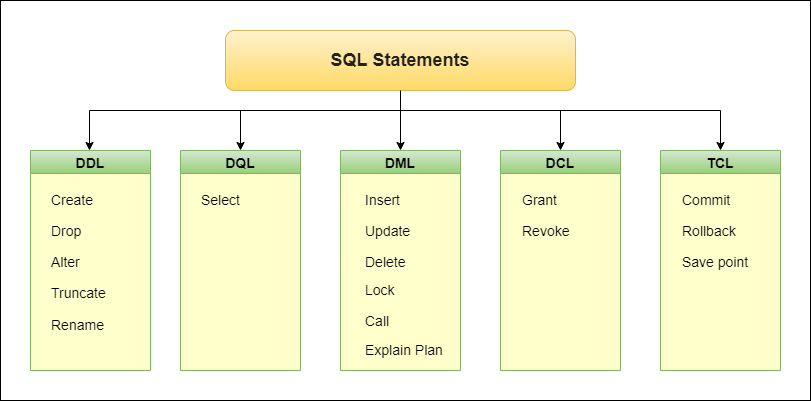 SQL Statements
DDL
Create
Drop
Alter
Truncate
Rename
DQL
Select
DML
Insert
Update
Delete
Lock
Call
Explain Plan
DCL
Grant
Revoke
TCL
Commit
Rollback
Save point